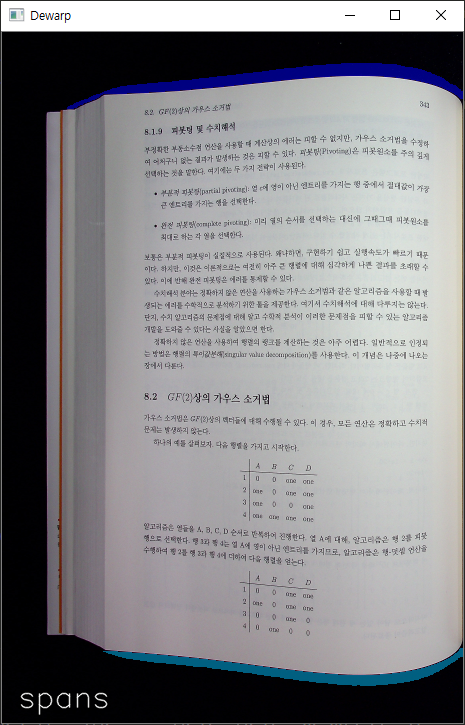 Dewarp
8.2. GF(2)상의 가우스 소거법 341
8.1.9 피봇팅 및 수치해석
부정확한 부동소수점 연산을 사용할 때 계산상의 에러는 피할 수 없지만, 가우스 소거법을 수정하
여 어처구니 없는 결과가 발생하는 것은 피할 수 있다. 피봇팅(Pivoting)은 피봇원소를 주의 깊게
선택하는 것을 말한다. 여기에는 두 가지 전략이 사용된다.
• 부분적 피봇팅(partial pivoting): 열 c에 영이 아닌 엔트리를 가지는 행 중에서 절대값이 가장
큰 엔트리를 가지는 행을 선택한다.
• 완전 피봇팅(complete pivoting): 미리 열의 순서를 선택하는 대신에 그때그때 피봇원소를
최대로 하는 각 열을 선택한다.
보통은 부분적 피봇팅이 실질적으로 사용된다. 왜냐하면, 구현하기 쉽고 실행속도가 빠르기 때문
이다. 하지만, 이것은 이론적으로는 여전히 아주 큰 행렬에 대해 심각하게 나쁜 결과를 초래할 수
있다. 이에 반해 완전 피봇팅은 에러를 통제할 수 있다.
수치해석 분야는 정확하지 않은 연산을 사용하는 가우스 소거법과 같은 알고리즘을 사용할 때 발
생되는 에러를 수학적으로 분석하기 위한 툴을 제공한다. 여기서 수치해석에 대해 다루지는 않는다.
단지, 수치 알고리즘의 문제점에 대해 알고 수학적 분석이 이러한 문제점을 피할 수 있는 알고리즘
개발을 도와줄 수 있다는 사실을 알았으면 한다.
정확하지 않은 연산을 사용하여 행렬의 랭크를 계산하는 것은 아주 어렵다. 일반적으로 인정되
는 방법은 행렬의 특이값분해(singular value decomposition)를 사용한다. 이 개념은 나중에 나오는
장에서 다룬다.
8.2 GF(2)상의 가우스 소거법
가우스 소거법은 GF(2)상의 벡터들에 대해 수행될 수 있다. 이 경우, 모든 연산은 정확하고 수치적
문제는 발생하지 않는다.
하나의 예를 살펴보자. 다음 행렬을 가지고 시작한다.
A B C D
1 0 0 one one
2 one 0 one one
3 one 0 0 one
4 one one one one
알고리즘은 열들을 A, B, C, D 순서로 반복하여 진행한다. 열 A에 대해, 알고리즘은 행 2를 피봇
행으로 선택한다. 행 3와 행 4는 열 A에 영이 아닌 엔트리를 가지므로, 알고리즘은 행-덧셈 연산을
수행하여 행 2를 행 3와 행 4에 더하여 다음 행렬을 얻는다.
A B C D
1 0 0 one one
2 one 0 one one
3 0 0 one 0
4 0 one 0 0
spans